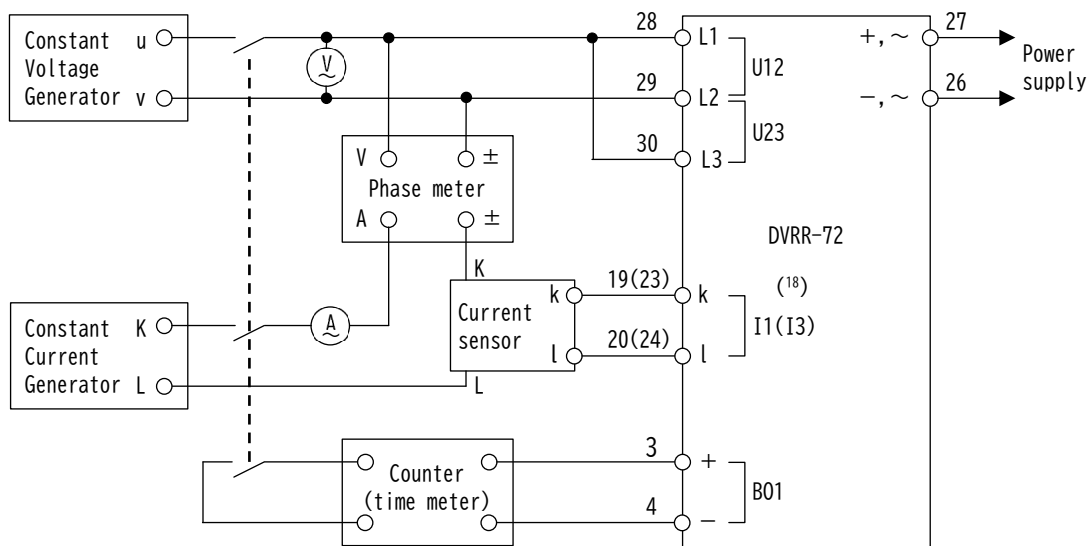 Constant
Voltage
Generator
u
v
V
~
28
29
30
L1
L2
L3
U12
U23
+,~
−,~
27
26
Power
supply
V
±
Phase meter
A
±
DVRR-72
(18)
K
Current
sensor
k
l
L
19(23)
20(24)
k
l
I1(I3)
Constant
Current
Generator
K
L
A
~
Counter
(time meter)
3
4
+
−
BO1